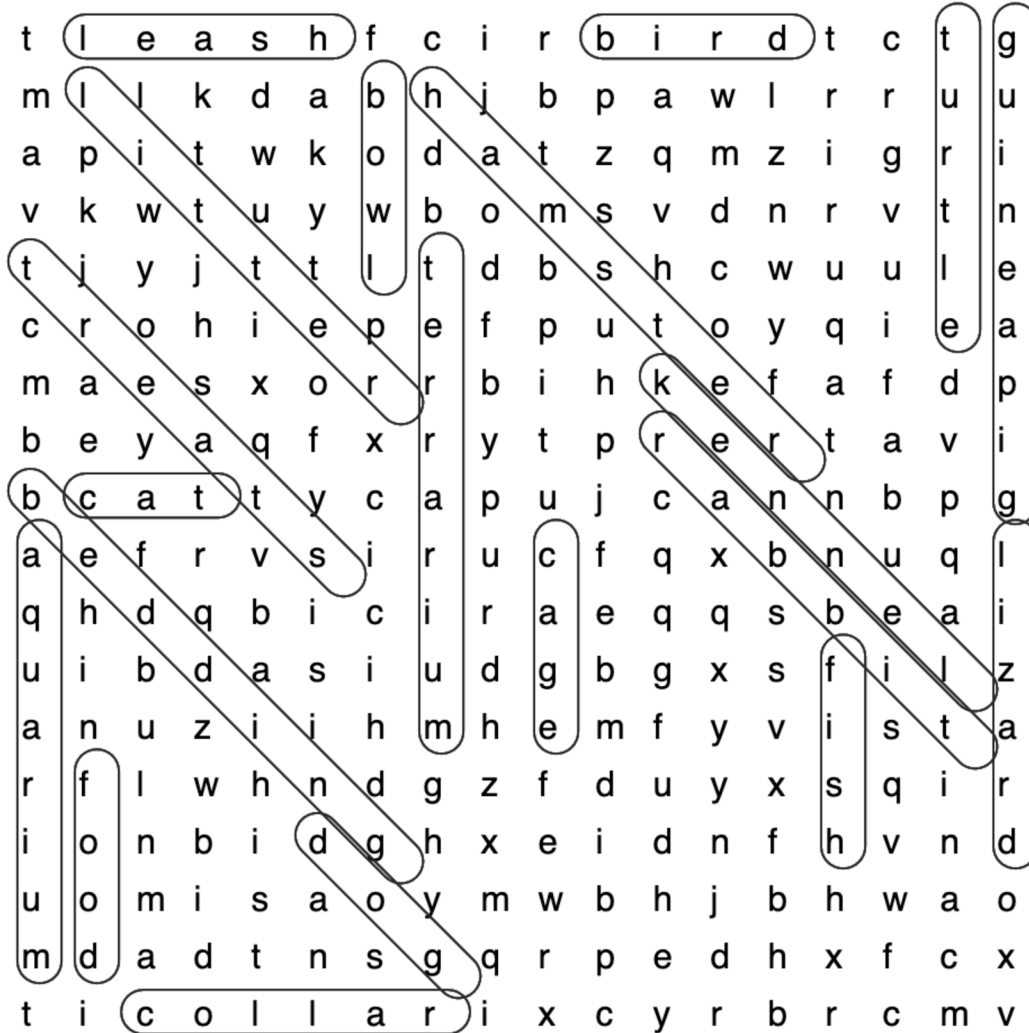 t l e a s h f c i r b i r d t c t g
m l l k d a b h j b p a w l r r u u
a p i t w k o d a t z q m z i g r i
v k w t u y w b o m s v d n r v t n
t j y j t t l t d b s h c w u u l e
c r o h i e p e f p u t o y q i e a
m a e s x o r r b i h k e f a f d p
b e y a q f x r y t p r e r t a v i
b c a t t y c a p u j c a n n b p g
a e f r v s i r u c f q x b n u q l
q h d q b i c i r a e q q s b e a i
u i b d a s i u d g b g x s f i l z
a n u z i i h m h e m f y v i s t a
r f l w h n d g z f d u y x s q i r
i o n b i d g h x e i d n f h v n d
u o m i s a o y m w b h j b h w a o
m d a d t n s g q r p e d h x f c x
t i c o l l a r i x c y r b r c m v